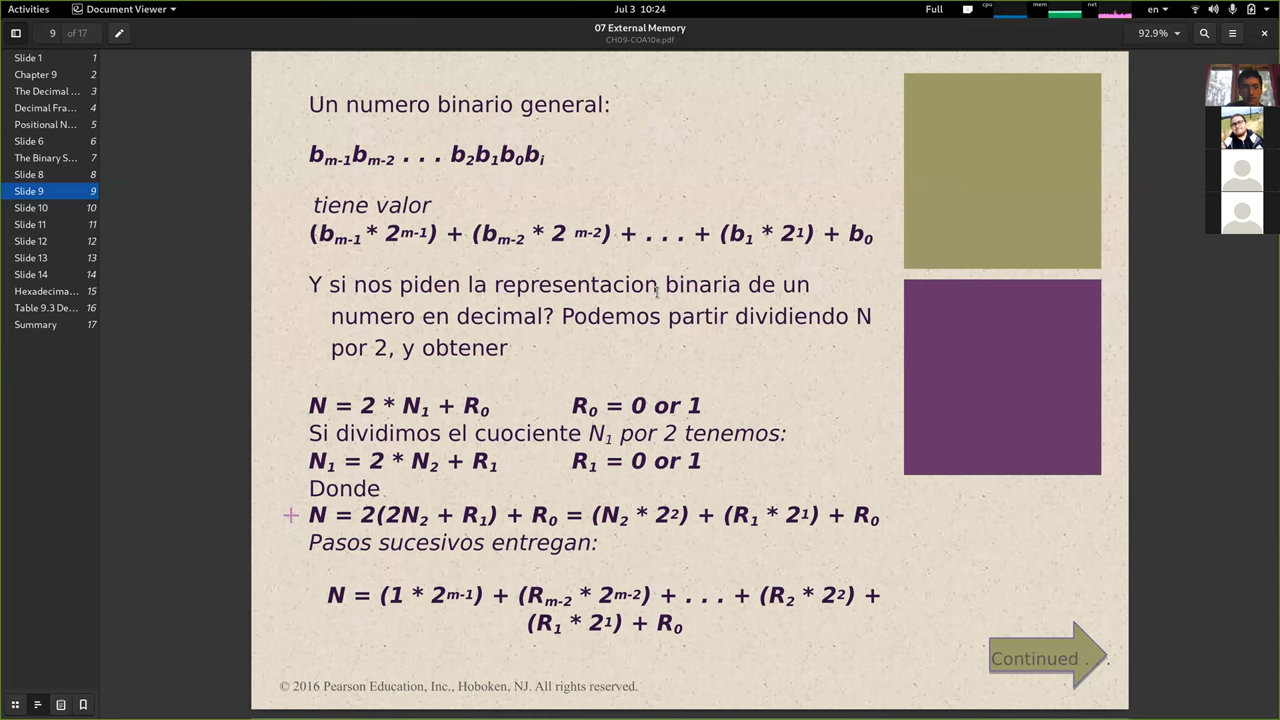 Activities Document Viewer Jul 3 10:24 Full cpu mem net en
9 of 17 07 External Memory 92.9%
CH09-COA10e.pdf
Slide 1 1
Chapter 9 2
The Decimal ... 3
Decimal Fra... 4
Positional N... 5
Slide 6 6
The Binary S... 7
Slide 8 8
Slide 9 9
Slide 10 10
Slide 11 11
Slide 12 12
Slide 13 13
Slide 14 14
Hexadecima... 15
Table 9.3 De... 16
Summary 17
Un numero binario general:
bm-1bm-2 . . . b2b1b0bi
tiene valor
(bm-1 * 2m-1) + (bm-2 * 2 m-2) + . . . + (b1 * 21) + b0
Y si nos piden la representacion binaria de un
numero en decimal? Podemos partir dividiendo N
por 2, y obtener
N = 2 * N1 + R0 R0 = 0 or 1
Si dividimos el cuociente N1 por 2 tenemos:
N1 = 2 * N2 + R1 R1 = 0 or 1
Donde
+ N = 2(2N2 + R1) + R0 = (N2 * 22) + (R1 * 21) + R0
Pasos sucesivos entregan:
N = (1 * 2m-1) + (Rm-2 * 2m-2) + . . . + (R2 * 22) +
(R1 * 21) + R0
Continued . . .
© 2016 Pearson Education, Inc., Hoboken, NJ. All rights reserved.